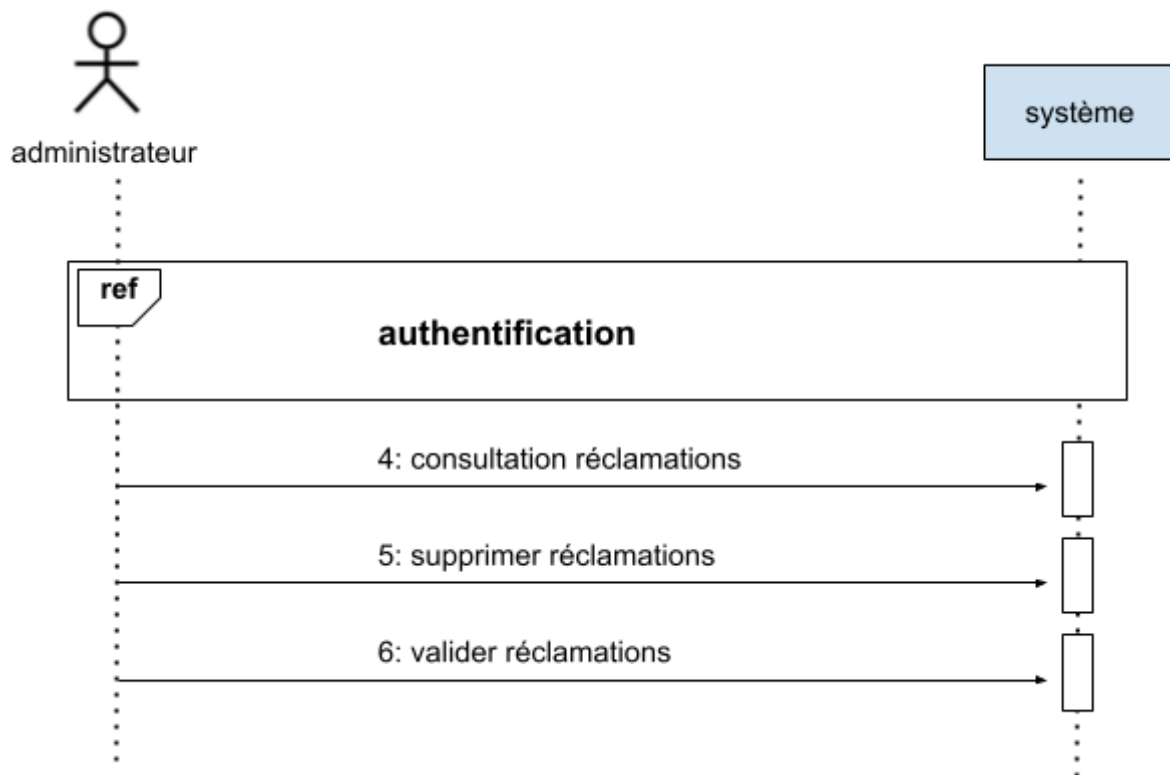 système
administrateur
ref
authentification
4: consultation réclamations
5: supprimer réclamations
6: valider réclamations